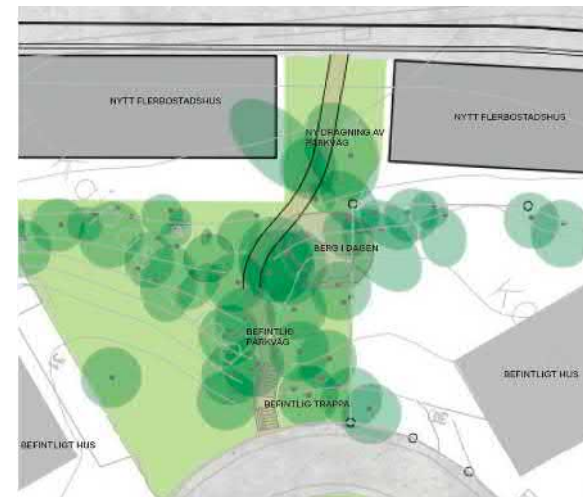 NYTT FLERBOSTADSHUS
NYTT FLERBOSTADSHUS
NY DRAGNING AV
PARKVÄG
BERG I DAGEN
BEFINTLIG
PARKVÄG
BEFINTLIGT HUS
BEFINTLIG TRAPPA
BEFINTLIGT HUS